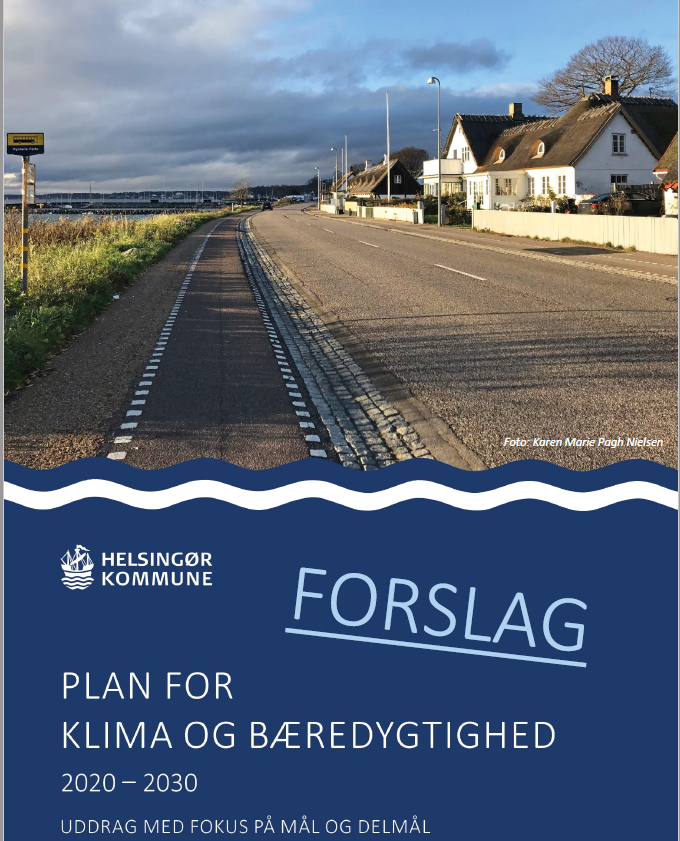 Foto: Karen Marie Pagh Nielsen
HELSINGØR
KOMMUNE
FORSLAG
PLAN FOR
KLIMA OG BÆREDYGTIGHED
2020 – 2030
UDDRAG MED FOKUS PÅ MÅL OG DELMÅL